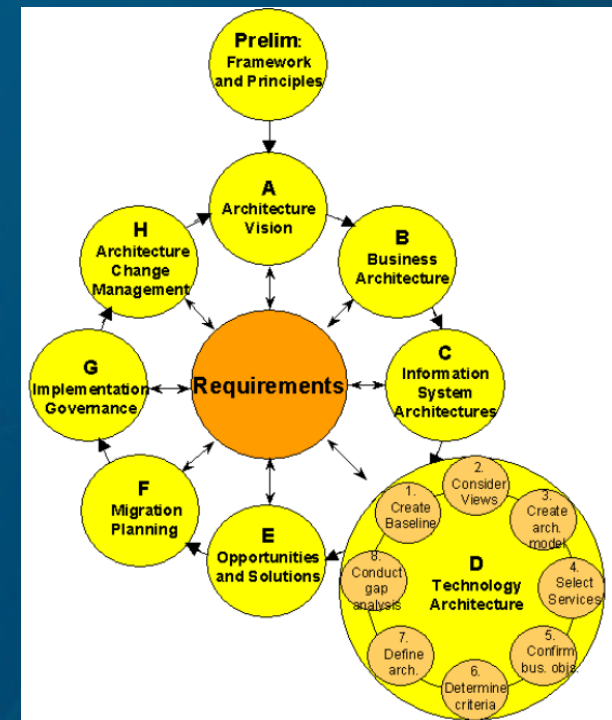 Prelim:
Framework
and Principles
A
Architecture
Vision
H
Architecture
Change
Management
B
Business
Architecture
G
Implementation
Governance
Requirements
C
Information
System
Architectures
F
Migration
Planning
E
Opportunities
and Solutions
D
Technology
Architecture
1.
Create
Baseline
2.
Consider
Views
3.
Create
arch.
model
4.
Select
Services
5.
Confirm
bus. objs.
6.
Determine
criteria
7.
Define
arch.
8.
Conduct
gap
analysis